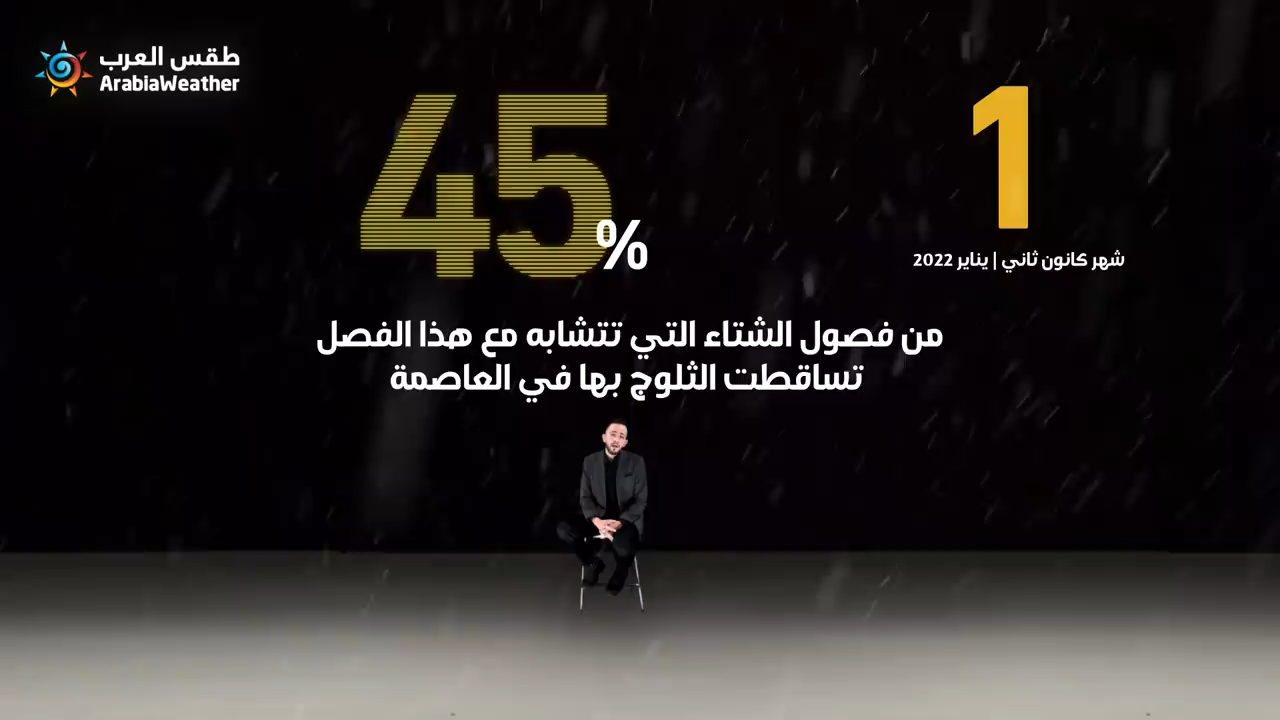 طقس العرب
ArabiaWeather
1
شهر كانون ثاني | يناير 2022
45%
من فصول الشتاء التي تتشابه مع هذا الفصل
تساقطت الثلوج بها في العاصمة